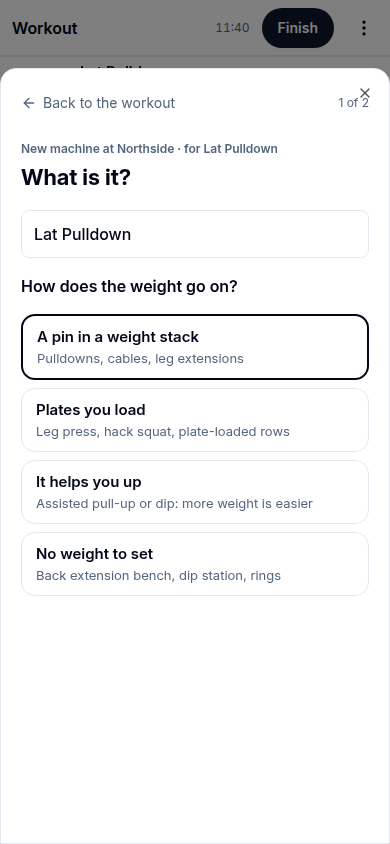 Workout
11:40
Finish
Back to the workout
1 of 2
New machine at Northside · for Lat Pulldown
What is it?
Lat Pulldown
How does the weight go on?
A pin in a weight stack
Pulldowns, cables, leg extensions
Plates you load
Leg press, hack squat, plate-loaded rows
It helps you up
Assisted pull-up or dip: more weight is easier
No weight to set
Back extension bench, dip station, rings